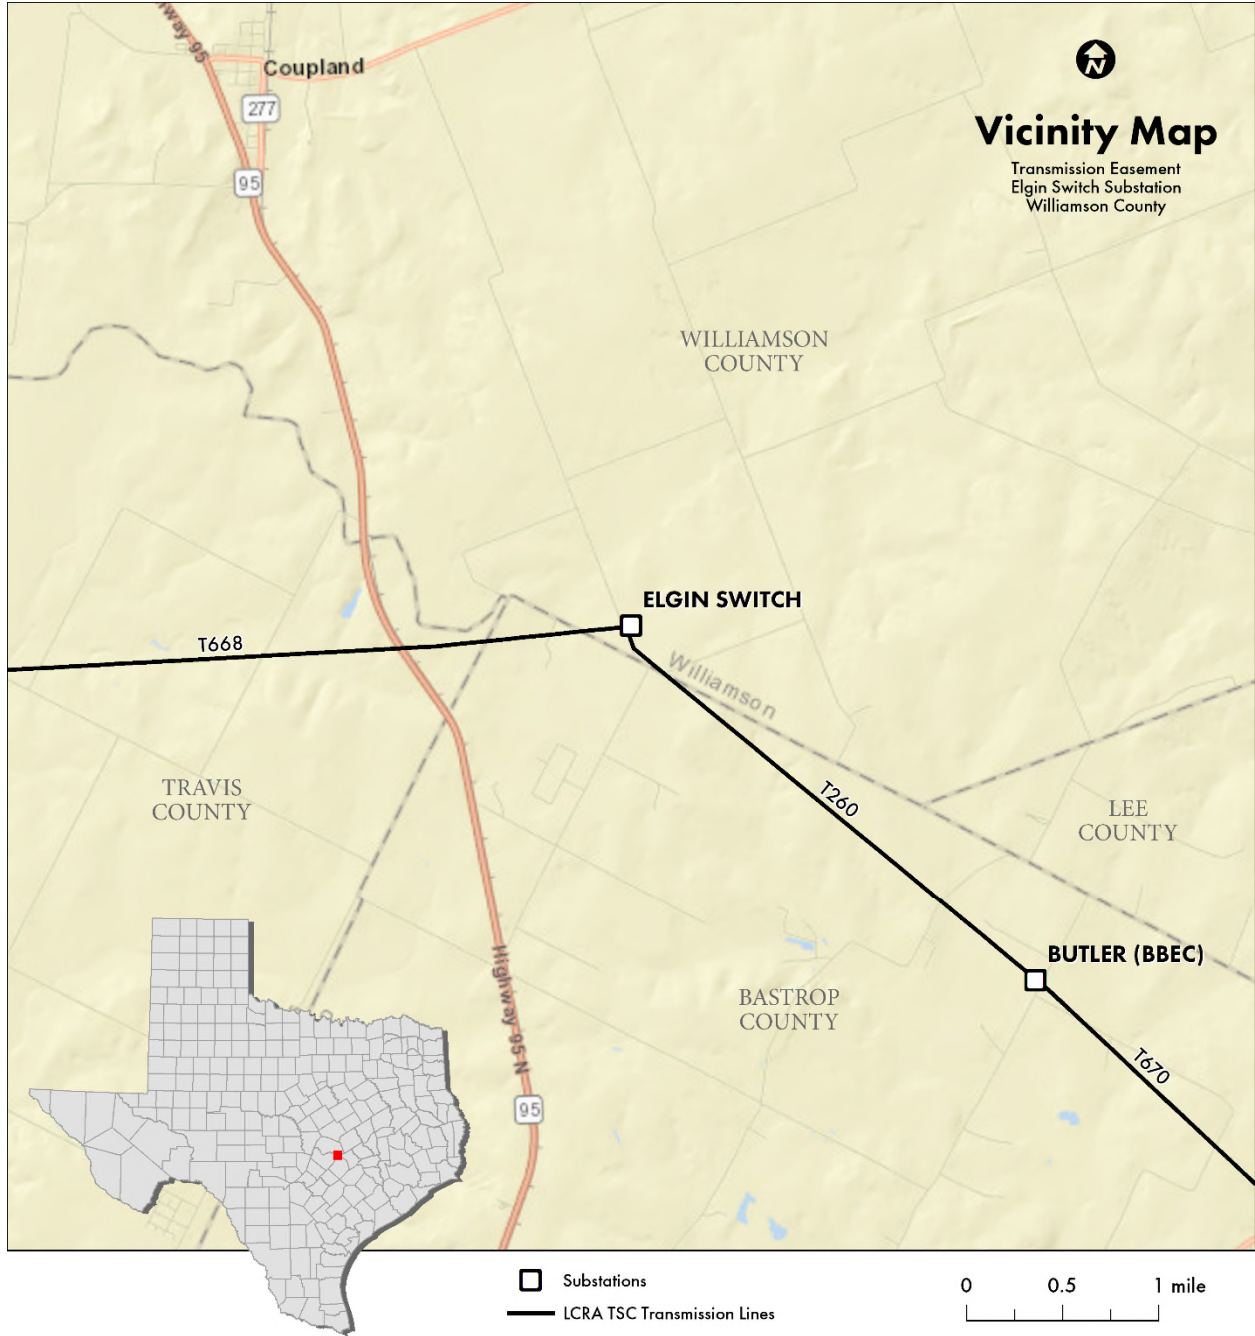 hway 95
Coupland
277
95
N
Vicinity Map
Transmission Easement
Elgin Switch Substation
Williamson County
WILLIAMSON
COUNTY
ELGIN SWITCH
T668
Williamson
TRAVIS
COUNTY
T260
LEE
COUNTY
BUTLER (BBEC)
Highway 95 N
BASTROP
COUNTY
T670
95
Substations
LCRA TSC Transmission Lines
0 0.5 1 mile